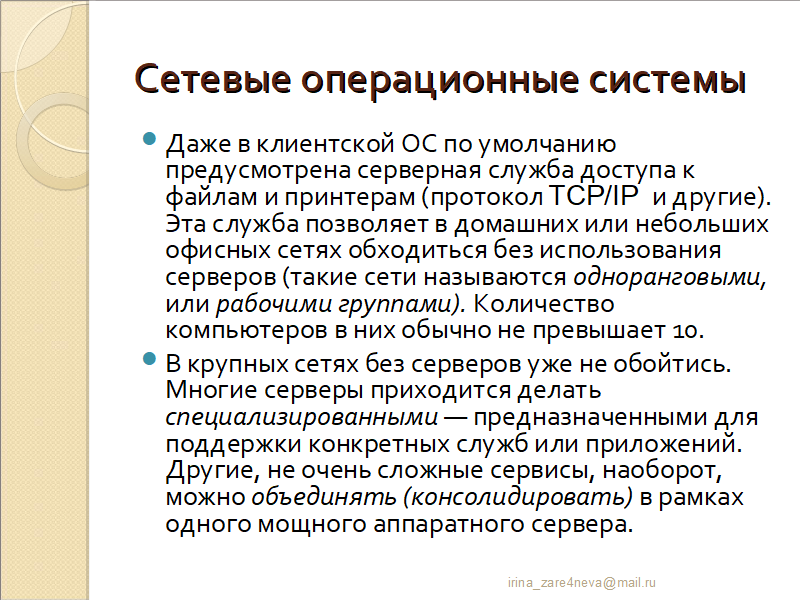 Сетевые операционные системы
Даже в клиентской ОС по умолчанию
предусмотрена серверная служба доступа к
файлам и принтерам (протокол TCP/IP и другие).
Эта служба позволяет в домашних или небольших
офисных сетях обходиться без использования
серверов (такие сети называются одноранговыми,
или рабочими группами). Количество
компьютеров в них обычно не превышает 10.
В крупных сетях без серверов уже не обойтись.
Многие серверы приходится делать
специализированными — предназначенными для
поддержки конкретных служб или приложений.
Другие, не очень сложные сервисы, наоборот,
можно объединять (консолидировать) в рамках
одного мощного аппаратного сервера.
irina_zare4neva@mail.ru